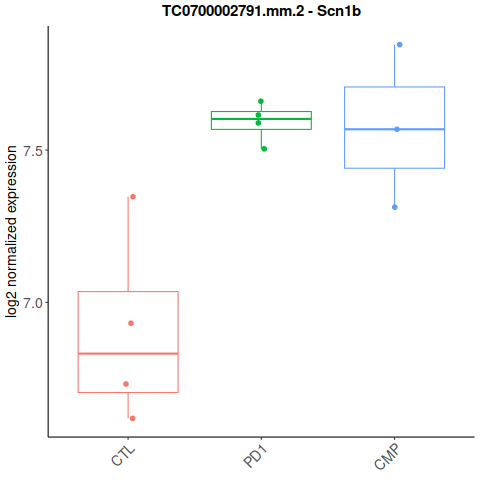 TC0700002791.mm.2 - Scn1b
log2 normalized expression
7.5
7.0
CTL
PD1
CMP